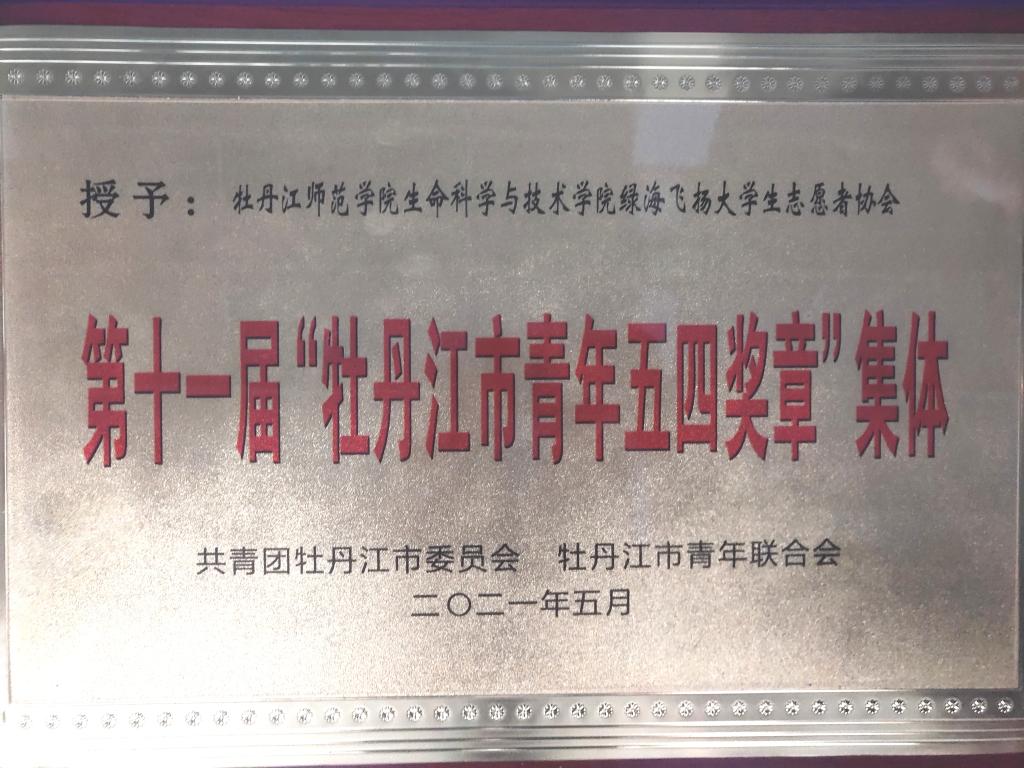 授予：牡丹江师范学院生命科学与技术学院绿海飞扬大学生志愿者协会
第十一届“牡丹江市青年五四奖章”集体
共青团牡丹江市委员会 牡丹江市青年联合会
二〇二一年五月